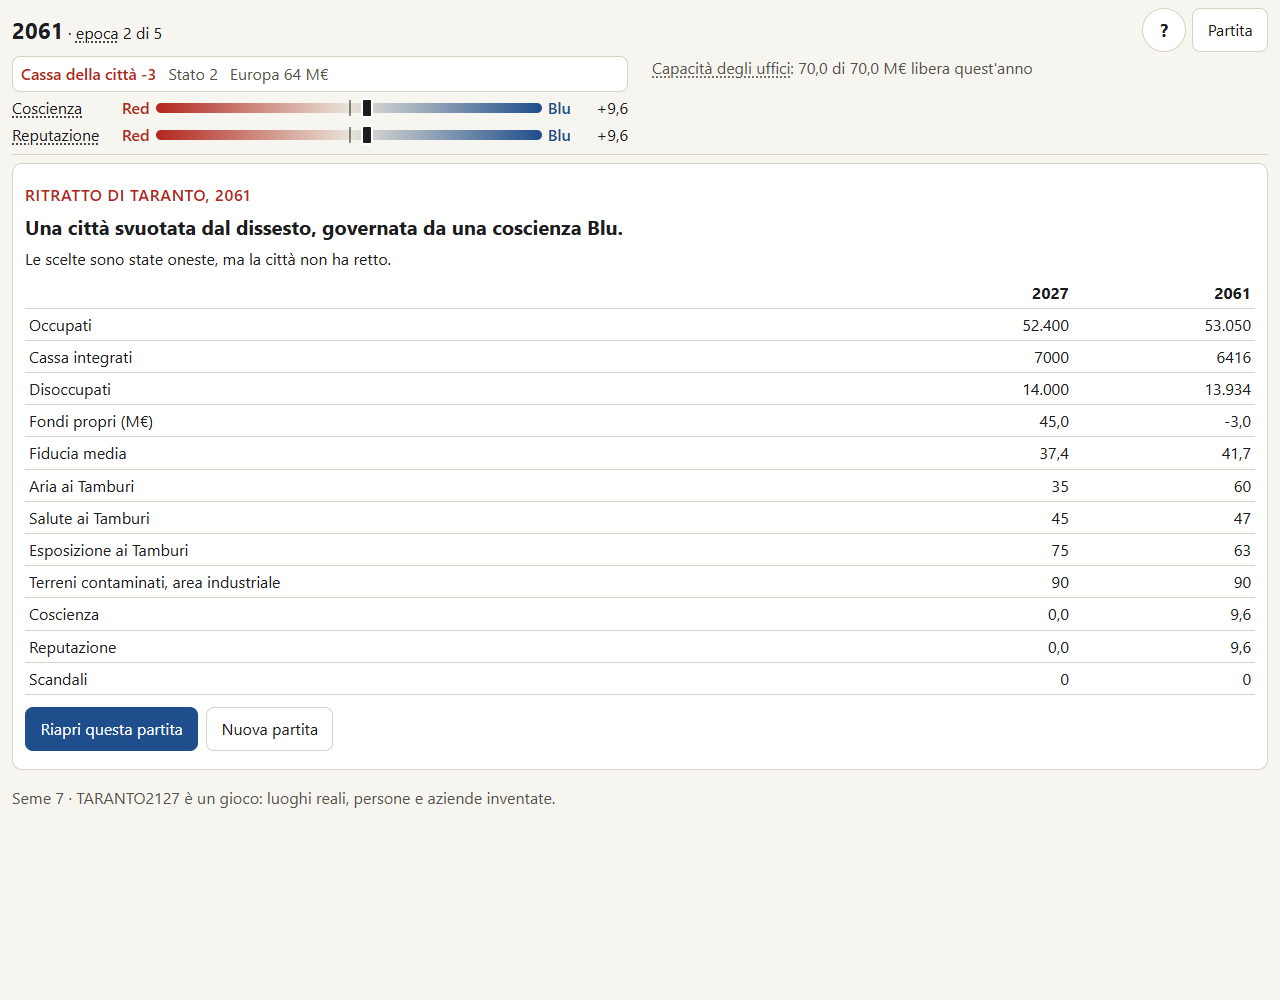 2061 · epoca 2 di 5
? Partita
Cassa della città -3 Stato 2 Europa 64 M€
Capacità degli uffici: 70,0 di 70,0 M€ libera quest'anno
Coscienza Red Blu +9,6
Reputazione Red Blu +9,6
RITRATTO DI TARANTO, 2061
Una città svuotata dal dissesto, governata da una coscienza Blu.
Le scelte sono state oneste, ma la città non ha retto.
2027 2061
Occupati 52.400 53.050
Cassa integrati 7000 6416
Disoccupati 14.000 13.934
Fondi propri (M€) 45,0 -3,0
Fiducia media 37,4 41,7
Aria ai Tamburi 35 60
Salute ai Tamburi 45 47
Esposizione ai Tamburi 75 63
Terreni contaminati, area industriale 90 90
Coscienza 0,0 9,6
Reputazione 0,0 9,6
Scandali 0 0
Riapri questa partita Nuova partita
Seme 7 · TARANTO2127 è un gioco: luoghi reali, persone e aziende inventate.